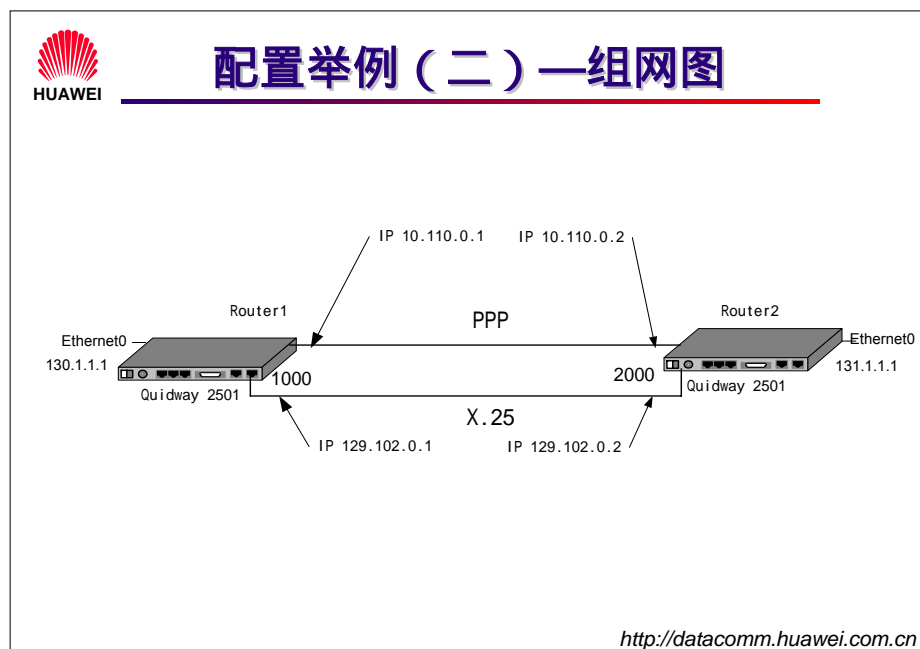 HUAWEI
配置举例（二）—组网图
IP 10.110.0.1
IP 10.110.0.2
Router1
PPP
Router2
Ethernet0
Ethernet0
130.1.1.1
1000
2000
131.1.1.1
Quidway 2501
Quidway 2501
X.25
IP 129.102.0.1
IP 129.102.0.2
http://datacomm.huawei.com.cn